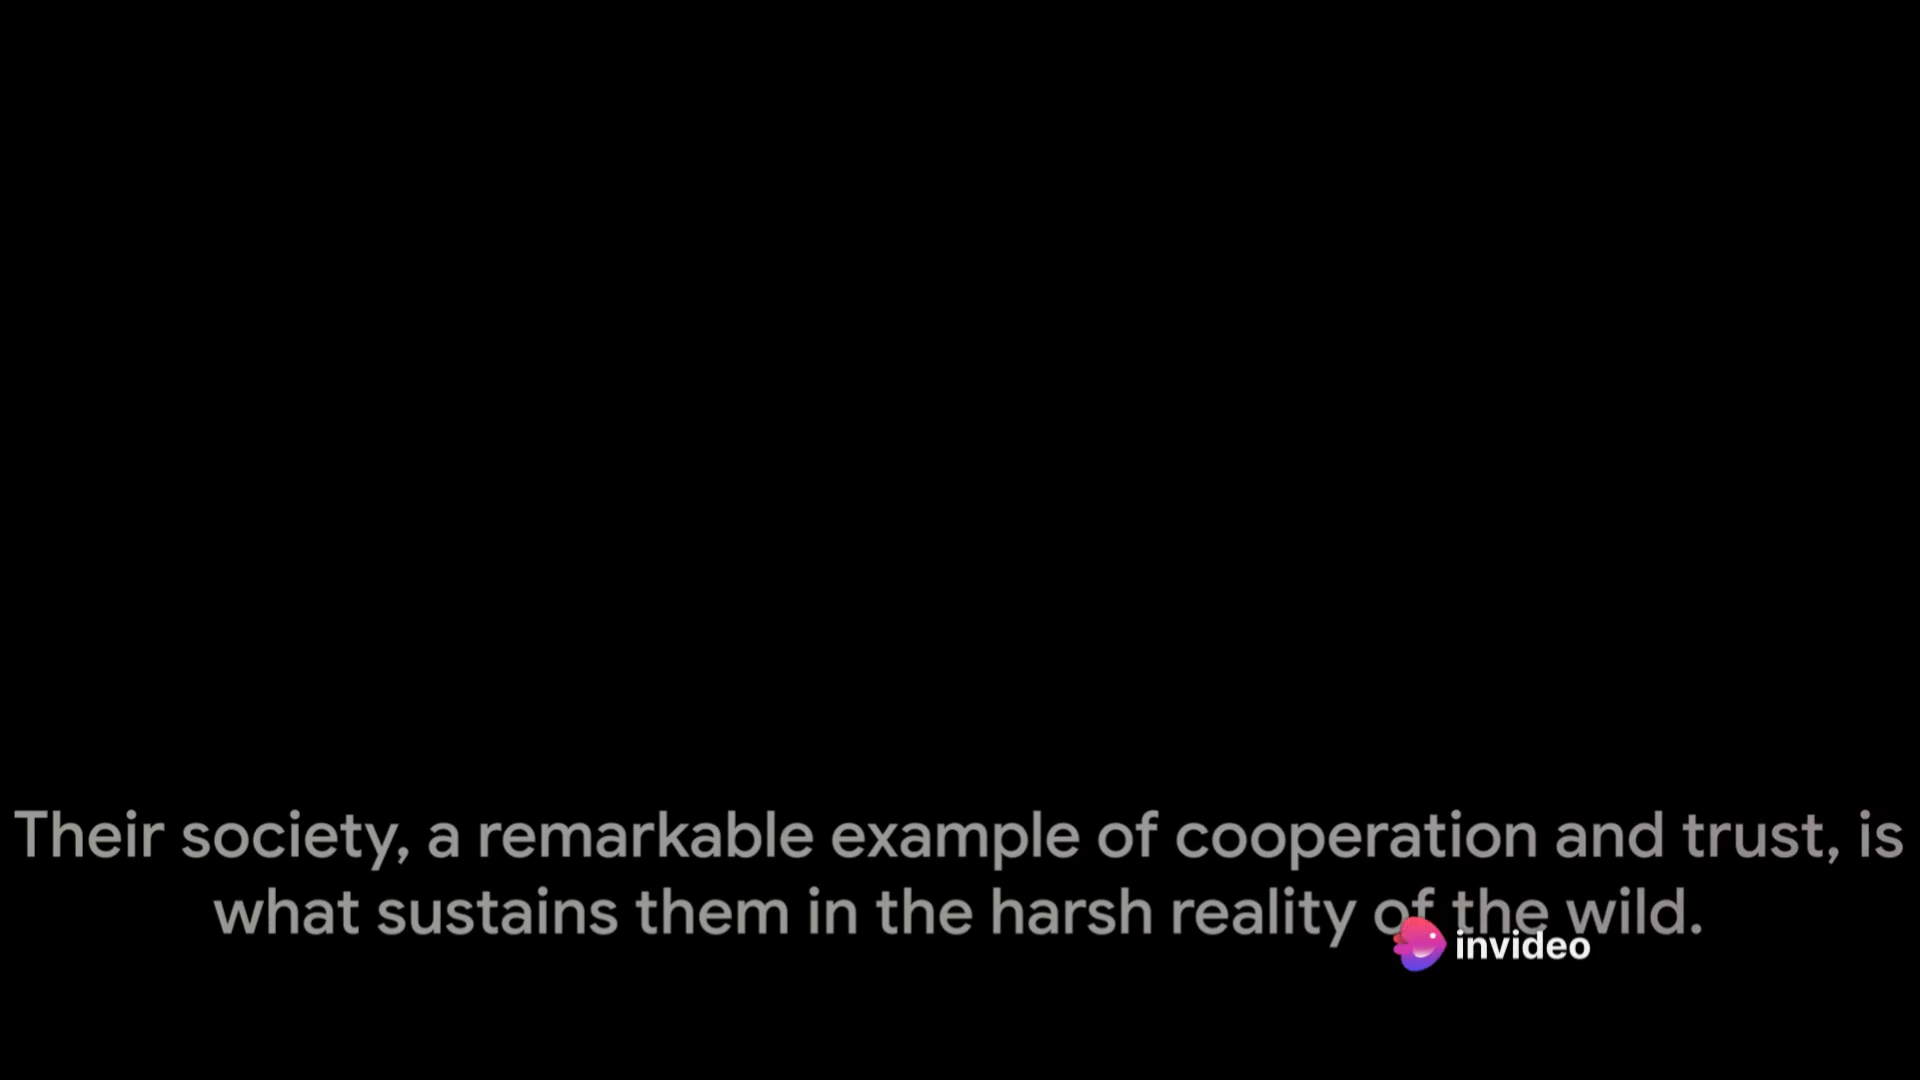 Their society, a remarkable example of cooperation and trust, is
what sustains them in the harsh reality of the wild.
invideo